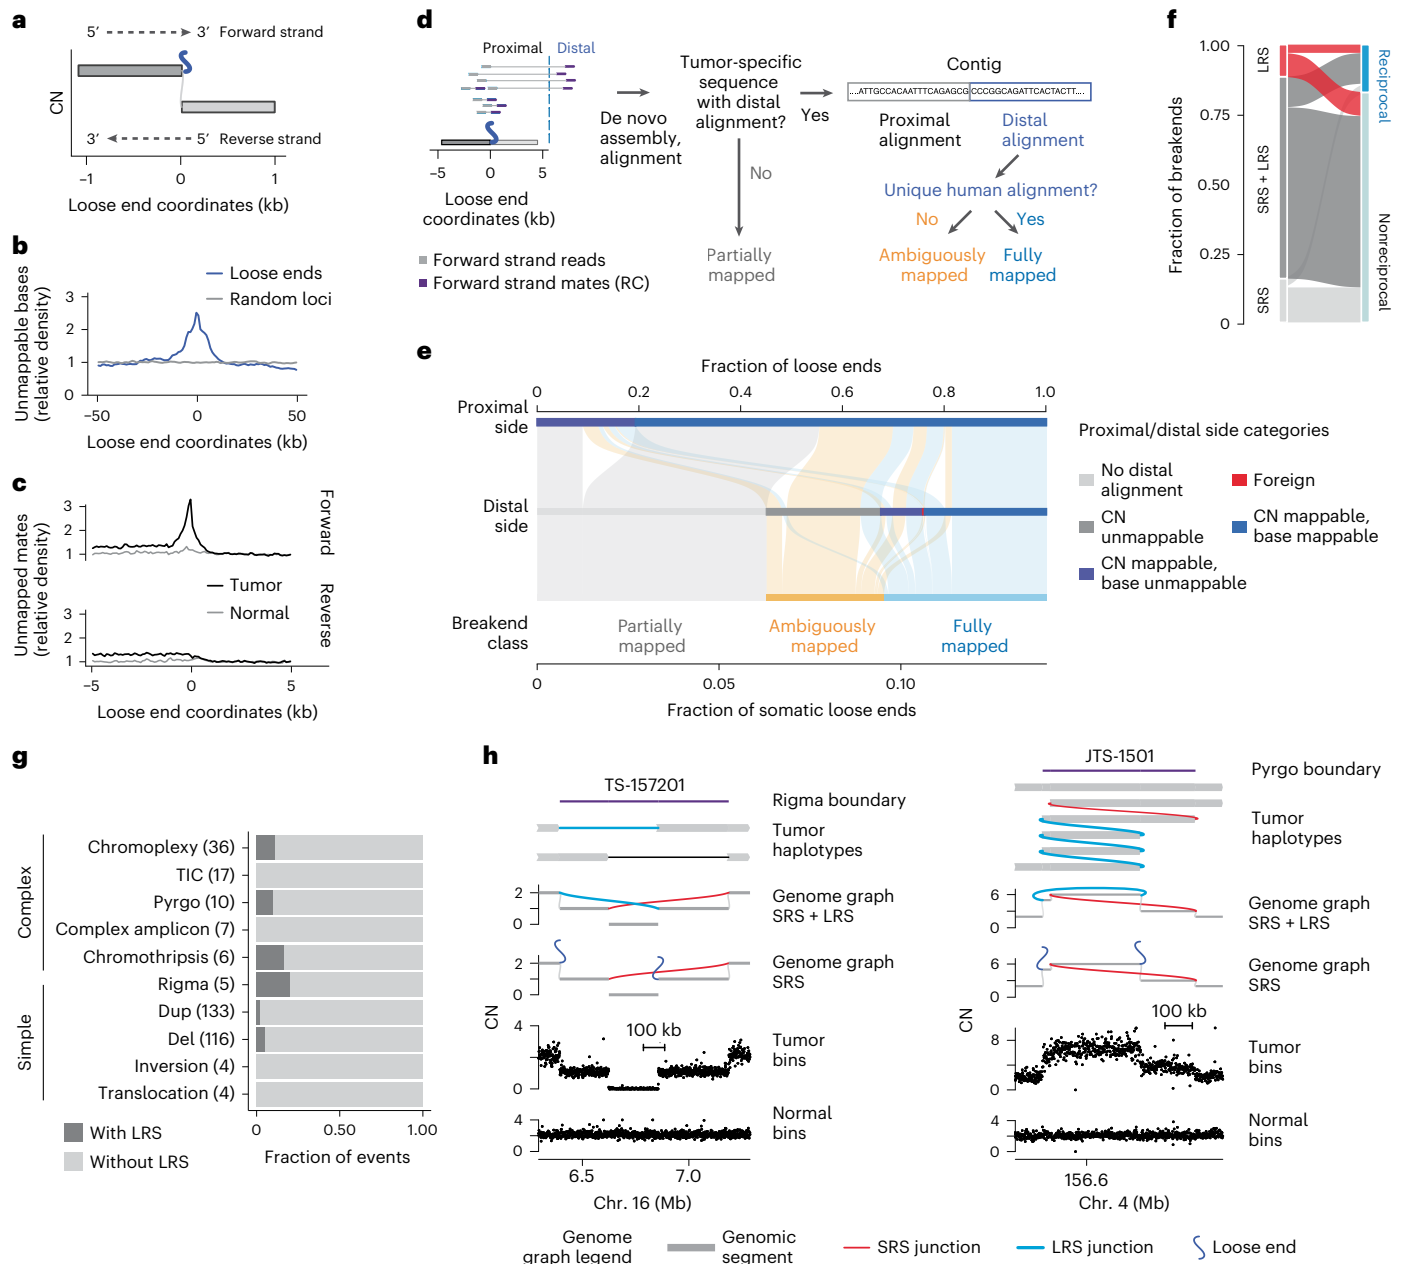 a
5′
3′ Forward strand
CN
3′
5′ Reverse strand
−1
0
1
Loose end coordinates (kb)
b
Loose ends
Random loci
Unmappable bases
(relative density)
3
2
1
0
−50
0
50
Loose end coordinates (kb)
c
Unmapped mates
(relative density)
3
2
1
Forward
Tumor
Normal
Reverse
3
2
1
−5
0
5
Loose end coordinates (kb)
d
Proximal
Distal
−5
0
5
Loose end
coordinates (kb)
Forward strand reads
Forward strand mates (RC)
De novo
assembly,
alignment
Tumor-specific
sequence
with distal
alignment?
Yes
No
Partially
mapped
Contig
....ATTGCCACAATTTCAGAGCG CCCGGCAGATTCACTACTT....
Proximal
alignment
Distal
alignment
Unique human alignment?
No
Yes
Ambiguously
mapped
Fully
mapped
e
Fraction of loose ends
0
0.2
0.4
0.6
0.8
1.0
Proximal
side
Distal
side
Breakend
class
Partially
mapped
Ambiguously
mapped
Fully
mapped
0
0.05
0.10
Fraction of somatic loose ends
Proximal/distal side categories
No distal
alignment
Foreign
CN
unmappable
CN mappable,
base mappable
CN mappable,
base unmappable
f
Fraction of breakends
1.00
0.75
0.50
0.25
0
LRS
SRS + LRS
SRS
Reciprocal
Nonreciprocal
g
Complex
Simple
Chromoplexy (36)
TIC (17)
Pyrgo (10)
Complex amplicon (7)
Chromothripsis (6)
Rigma (5)
Dup (133)
Del (116)
Inversion (4)
Translocation (4)
0
0.50
1.00
Fraction of events
With LRS
Without LRS
h
TS-157201
Rigma boundary
Tumor
haplotypes
2
0
Genome graph
SRS + LRS
2
0
Genome graph
SRS
CN
4
0
100 kb
Tumor
bins
4
0
Normal
bins
6.5
7.0
Chr. 16 (Mb)
JTS-1501
Pyrgo boundary
Tumor
haplotypes
6
0
Genome graph
SRS + LRS
6
0
Genome graph
SRS
CN
8
0
100 kb
Tumor
bins
4
0
Normal
bins
156.6
Chr. 4 (Mb)
Genome
graph legend
Genomic
segment
SRS junction
LRS junction
Loose end